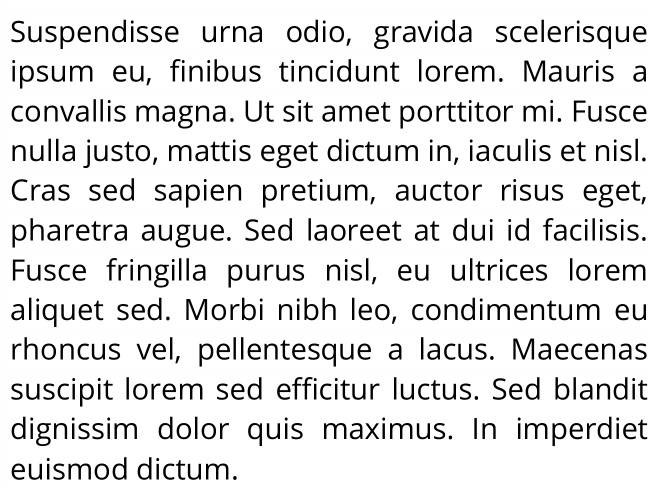 Suspendisse urna odio, gravida scelerisque
ipsum eu, finibus tincidunt lorem. Mauris a
convallis magna. Ut sit amet porttitor mi. Fusce
nulla justo, mattis eget dictum in, iaculis et nisl.
Cras sed sapien pretium, auctor risus eget,
pharetra augue. Sed laoreet at dui id facilisis.
Fusce fringilla purus nisl, eu ultrices lorem
aliquet sed. Morbi nibh leo, condimentum eu
rhoncus vel, pellentesque a lacus. Maecenas
suscipit lorem sed efficitur luctus. Sed blandit
dignissim dolor quis maximus. In imperdiet
euismod dictum.